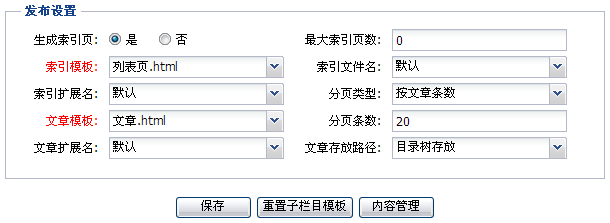 发布设置
生成索引页: 是 否 最大索引页数: 0
索引模板: 列表页.html 索引文件名: 默认
索引扩展名: 默认 分页类型: 按文章条数
文章模板: 文章.html 分页条数: 20
文章扩展名: 默认 文章存放路径: 目录树存放
保存 重置子栏目模板 内容管理